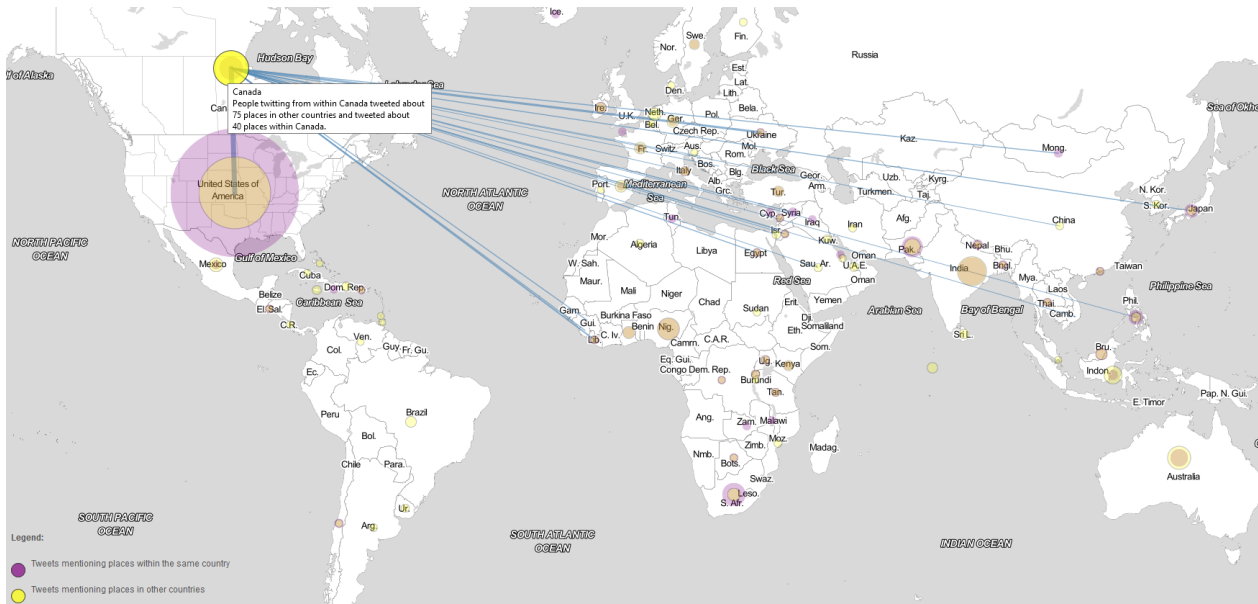 Ice.
Hudson Bay
f of Alaska
Sea
Canada
People twitting from within Canada tweeted about
75 places in other countries and tweeted about
40 places within Canada.
Nor.
Swe.
Fin.
Russia
Est.
Lat.
Lith.
Den.
Ire.
U.K.
Neth.
Bel.
Ger.
Pol.
Bela.
Czech Rep.
Ukraine
Fr.
Switz.
Aus.
Mol.
Rom.
Bos.
Italy
Blg.
Alb.
Grc.
Black Sea
Geor.
Arm.
Kaz.
Mong.
Uzb.
Kyrg.
Turkmen.
Taj.
N. Kor.
S. Kor.
Japan
Sea of Okho
United States of
America
NORTH ATLANTIC
OCEAN
Port.
Mediterranean
Sea
Tur.
Cyp.
Syria
Iraq
Iran
Afg.
China
Tun.
Isr.
Kuw.
Pak.
Nepal
Bhu.
NORTH PACIFIC
OCEAN
Gulf of Mexico
Mor.
Algeria
Libya
Egypt
Oman
Sau. Ar.
U.A.E.
Oman
India
Bngl.
Mya.
Taiwan
Mexico
Cuba
W. Sah.
Red Sea
Laos
Belize
Dom. Rep.
Caribbean Sea
Maur.
Mali
Niger
Chad
Sudan
Erit.
Yemen
Arabian Sea
Bay of Bengal
Thai.
Camb.
Phil.
Philippine Sea
El Sal.
C.R.
Gam.
Gui.
Burkina Faso
Benin
Nig.
Dji.
Somaliland
Eth.
Lib.
C. Iv.
Camrn.
C.A.R.
Som.
Sri L.
Ven.
Guy.
Fr. Gu.
Col.
Ec.
Eq. Gui.
Congo Dem. Rep.
Ug.
Kenya
Burundi
Tan.
Bru.
Indon.
Pap. N. Gui.
E. Timor
Peru
Brazil
Ang.
Zam.
Malawi
Bol.
Moz.
Zimb.
Madag.
Chile
Para.
Nmb.
Bots.
Swaz.
Leso.
S. Afr.
Australia
Ur.
Arg.
SOUTH PACIFIC
OCEAN
SOUTH ATLANTIC
OCEAN
INDIAN OCEAN
Legend:
Tweets mentioning places within the same country
Tweets mentioning places in other countries